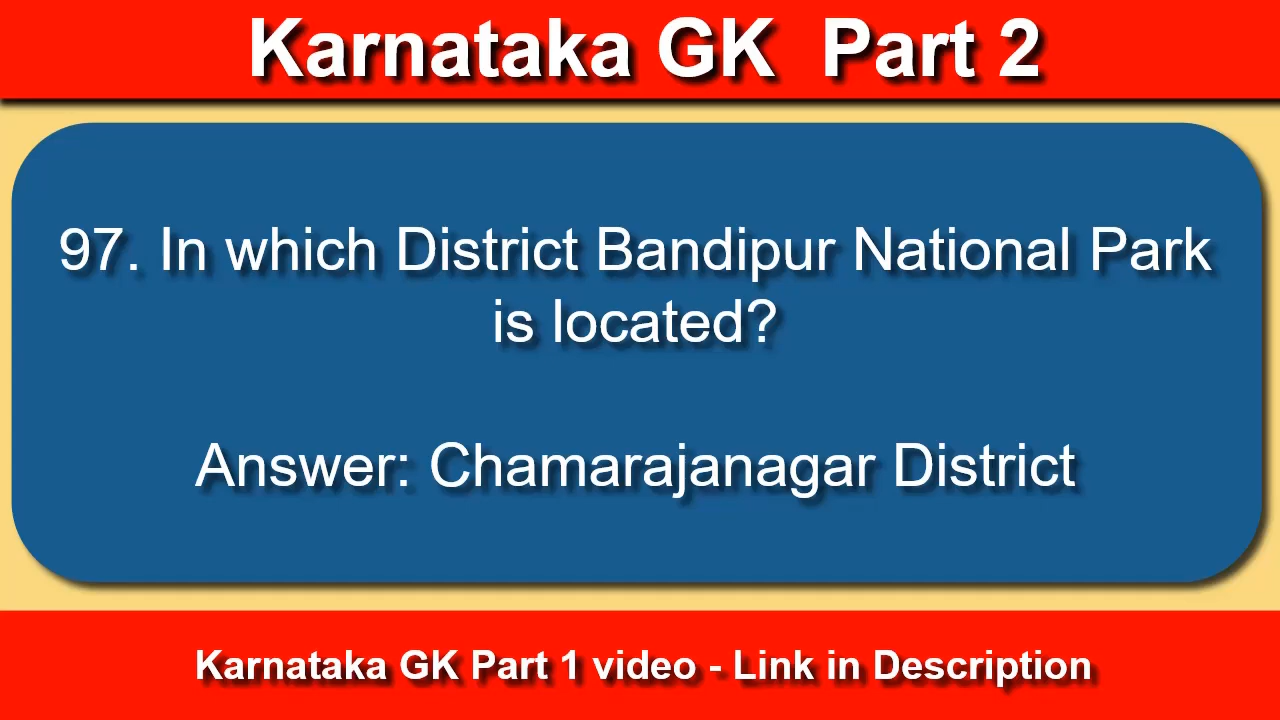 Karnataka GK Part 2
97. In which District Bandipur National Park
is located?
Answer: Chamarajanagar District
Karnataka GK Part 1 video - Link in Description